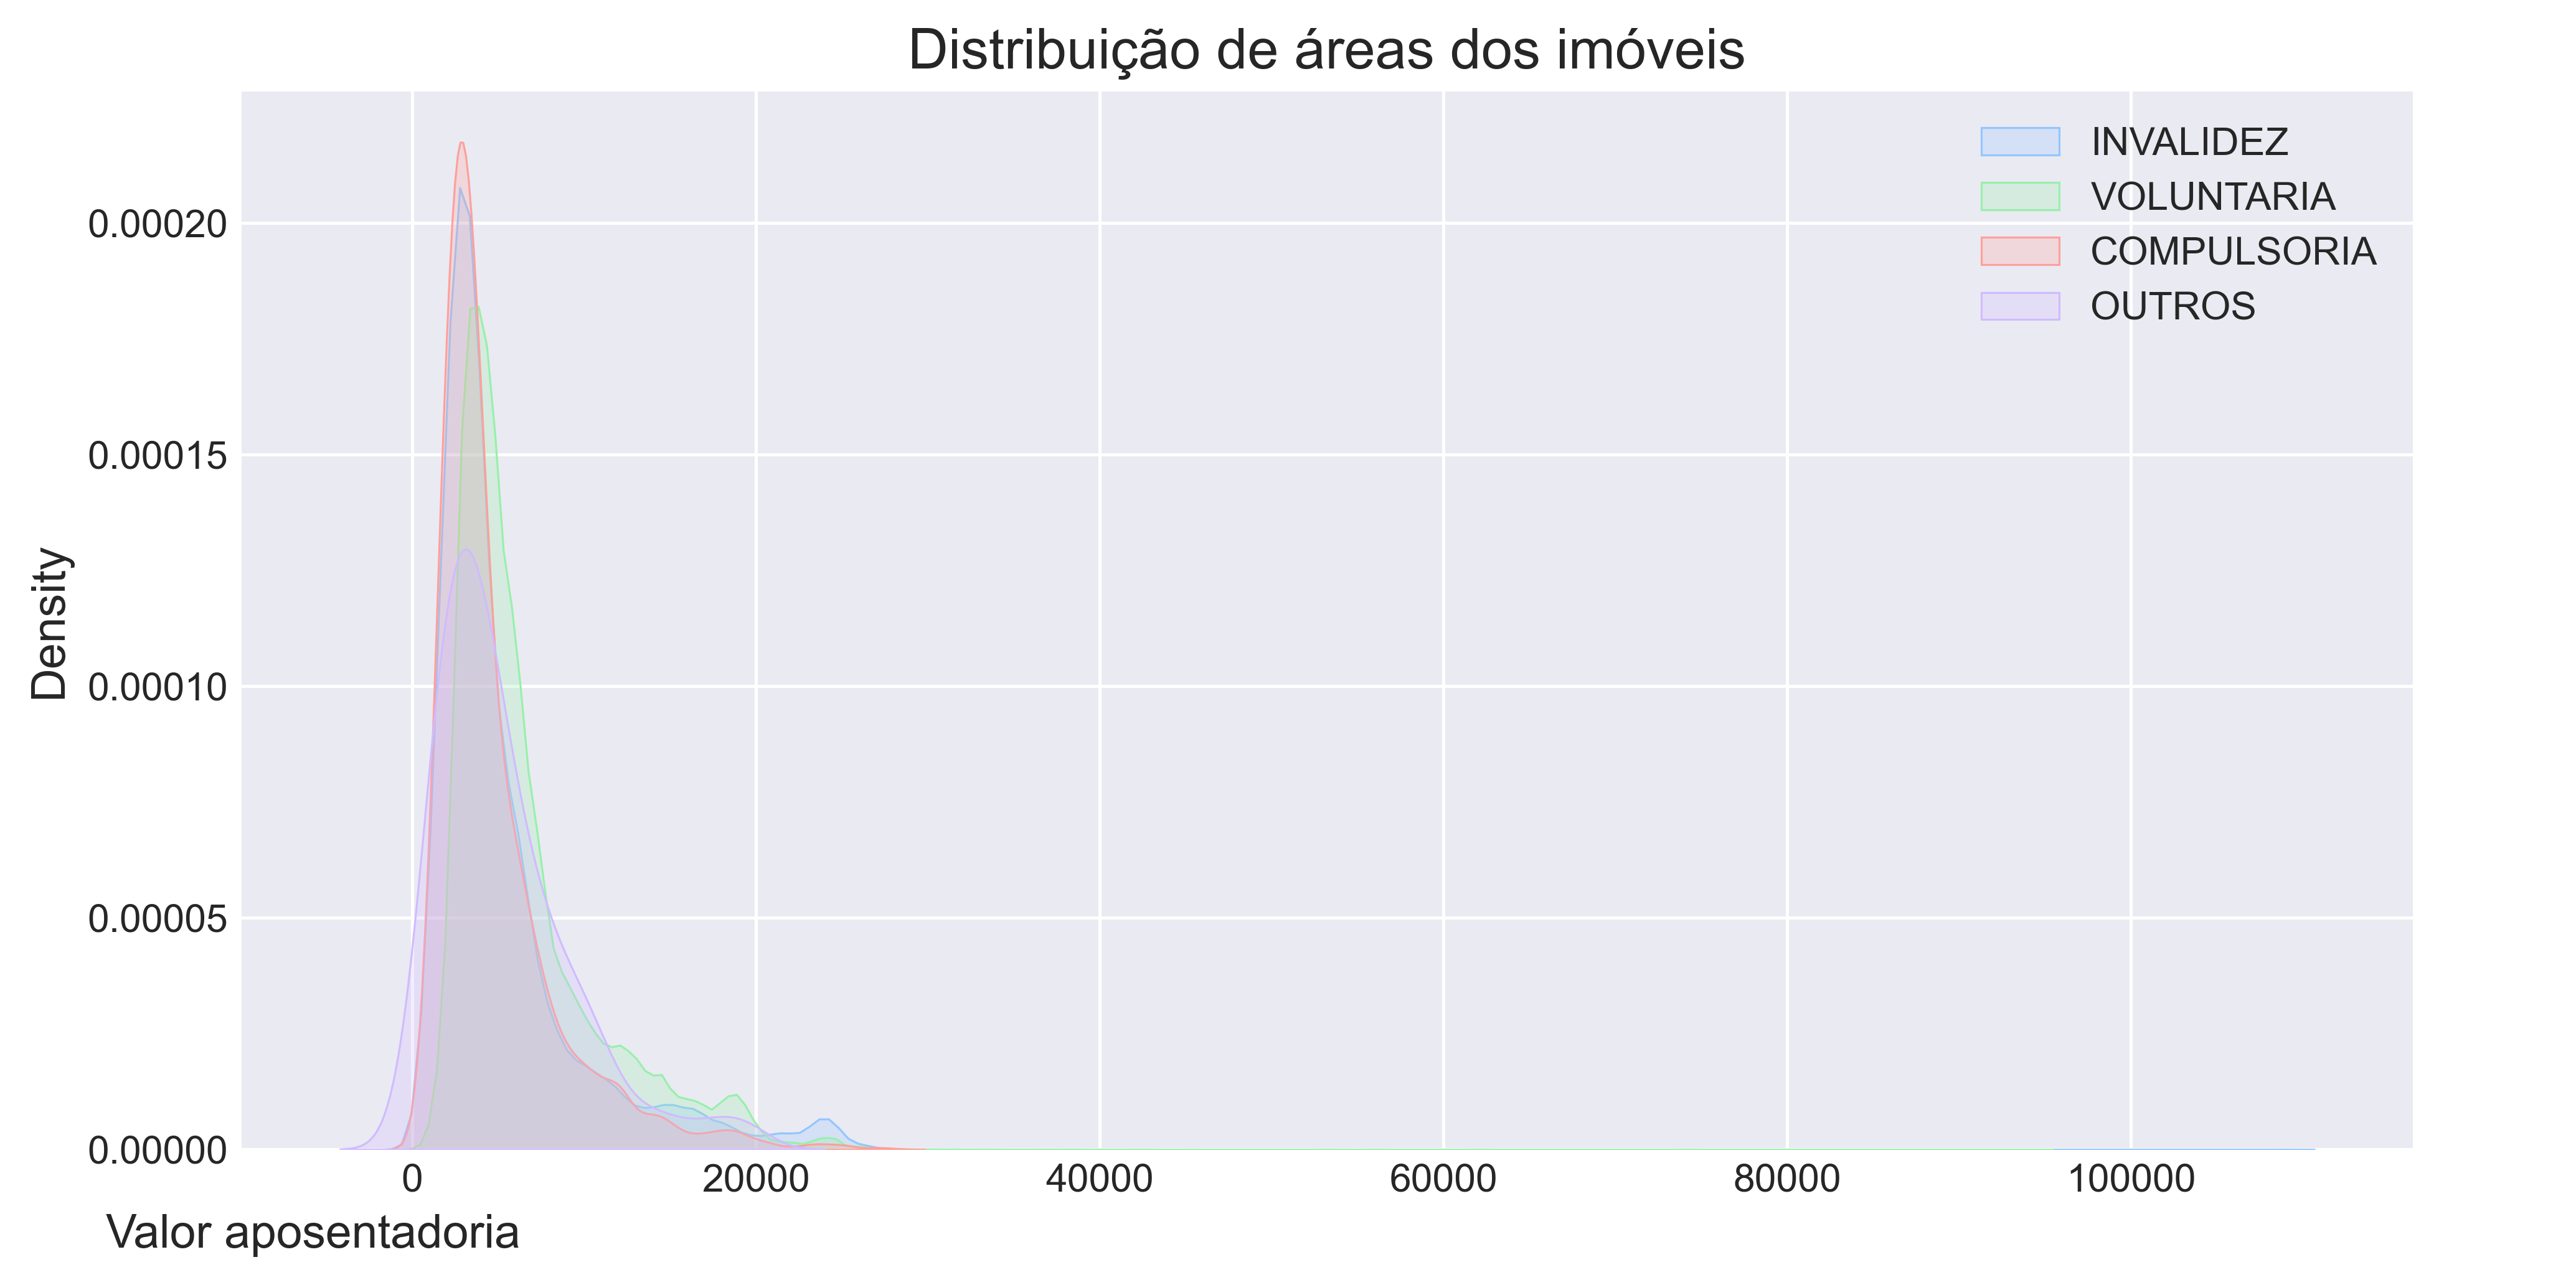 Distribuição de áreas dos imóveis
INVALIDEZ
VOLUNTARIA
COMPULSORIA
OUTROS
Density
0.00020
0.00015
0.00010
0.00005
0.00000
0 20000 40000 60000 80000 100000
Valor aposentadoria